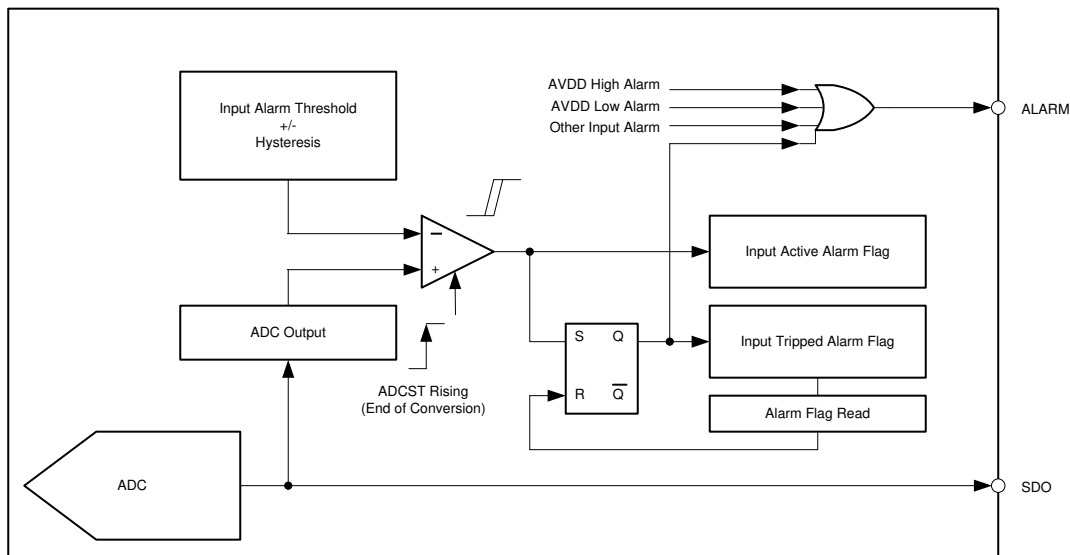 AVDD High Alarm
AVDD Low Alarm
Other Input Alarm
ALARM
Input Alarm Threshold
+/-
Hysteresis
−
+
Input Active Alarm Flag
ADC Output
ADCST Rising
(End of Conversion)
S Q
R Q̅
Input Tripped Alarm Flag
Alarm Flag Read
ADC
SDO